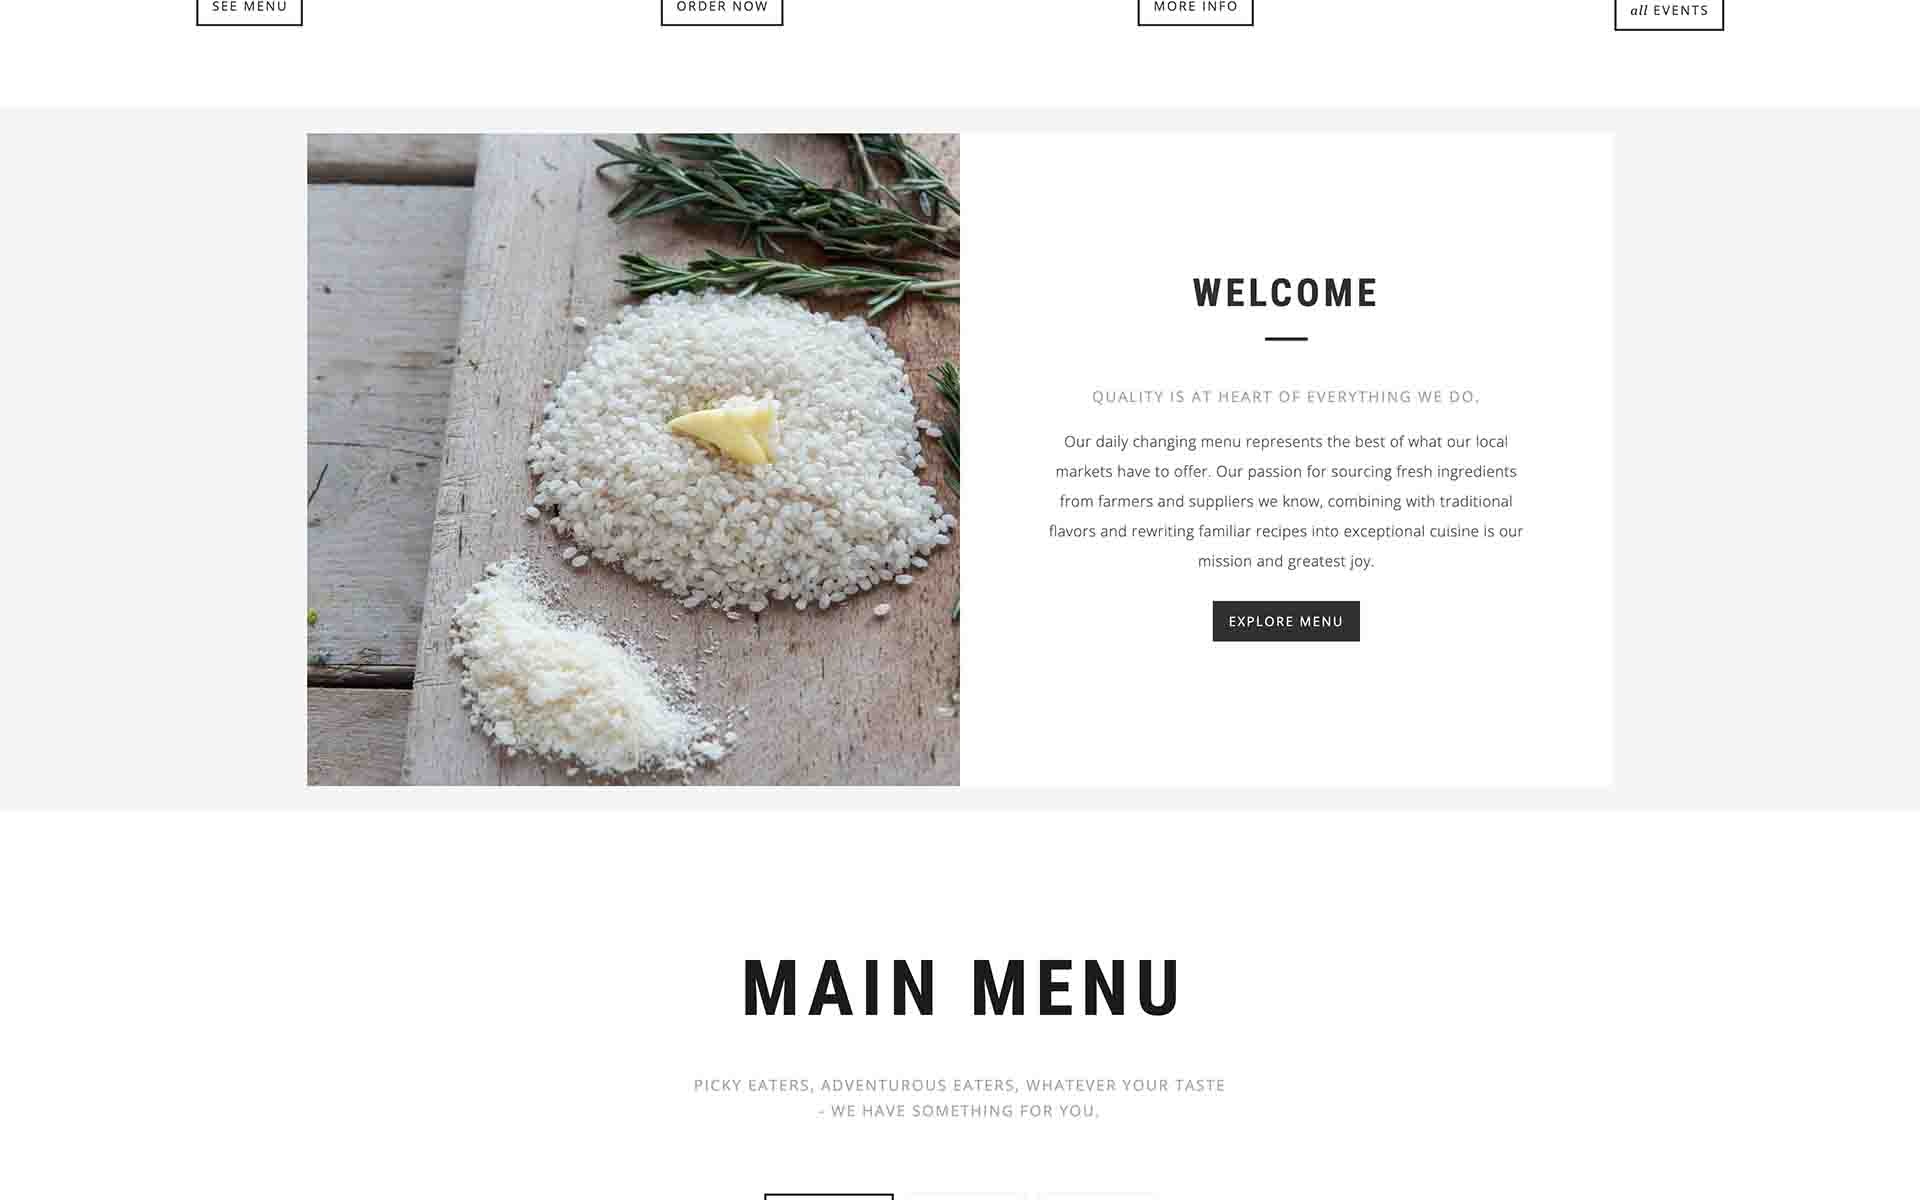 SEE MENU
ORDER NOW
MORE INFO
all EVENTS
WELCOME
QUALITY IS AT HEART OF EVERYTHING WE DO.
Our daily changing menu represents the best of what our local
markets have to offer. Our passion for sourcing fresh ingredients
from farmers and suppliers we know, combining with traditional
flavors and rewriting familiar recipes into exceptional cuisine is our
mission and greatest joy.
EXPLORE MENU
MAIN MENU
PICKY EATERS, ADVENTUROUS EATERS, WHATEVER YOUR TASTE
- WE HAVE SOMETHING FOR YOU.